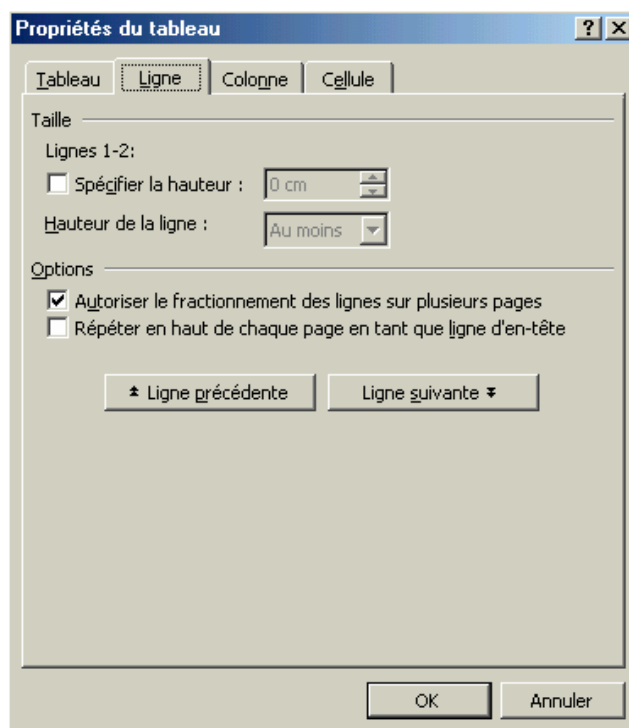 Propriétés du tableau
Tableau Ligne Colonne Cellule
Taille
Lignes 1-2:
Spécifier la hauteur : 0 cm
Hauteur de la ligne : Au moins
Options
Autoriser le fractionnement des lignes sur plusieurs pages
Répéter en haut de chaque page en tant que ligne d'en-tête
Ligne précédente Ligne suivante
OK Annuler